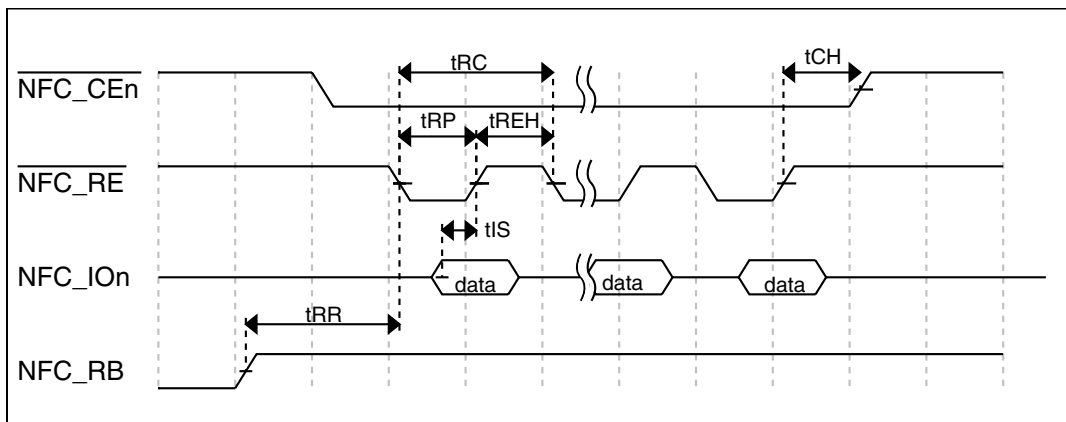 tRC
tCH
NFC_CEn
tRP
tREH
NFC_RE
tIS
NFC_IOn
data
data
data
tRR
NFC_RB